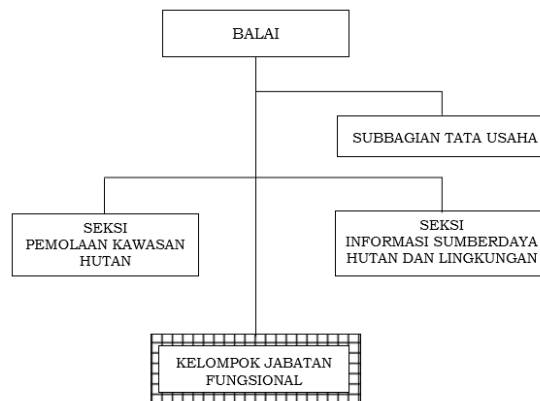 BALAI
SUBBAGIAN TATA USAHA
SEKSI
PEMOLAAN KAWASAN
HUTAN
SEKSI
INFORMASI SUMBERDAYA
HUTAN DAN LINGKUNGAN
KELOMPOK JABATAN
FUNGSIONAL